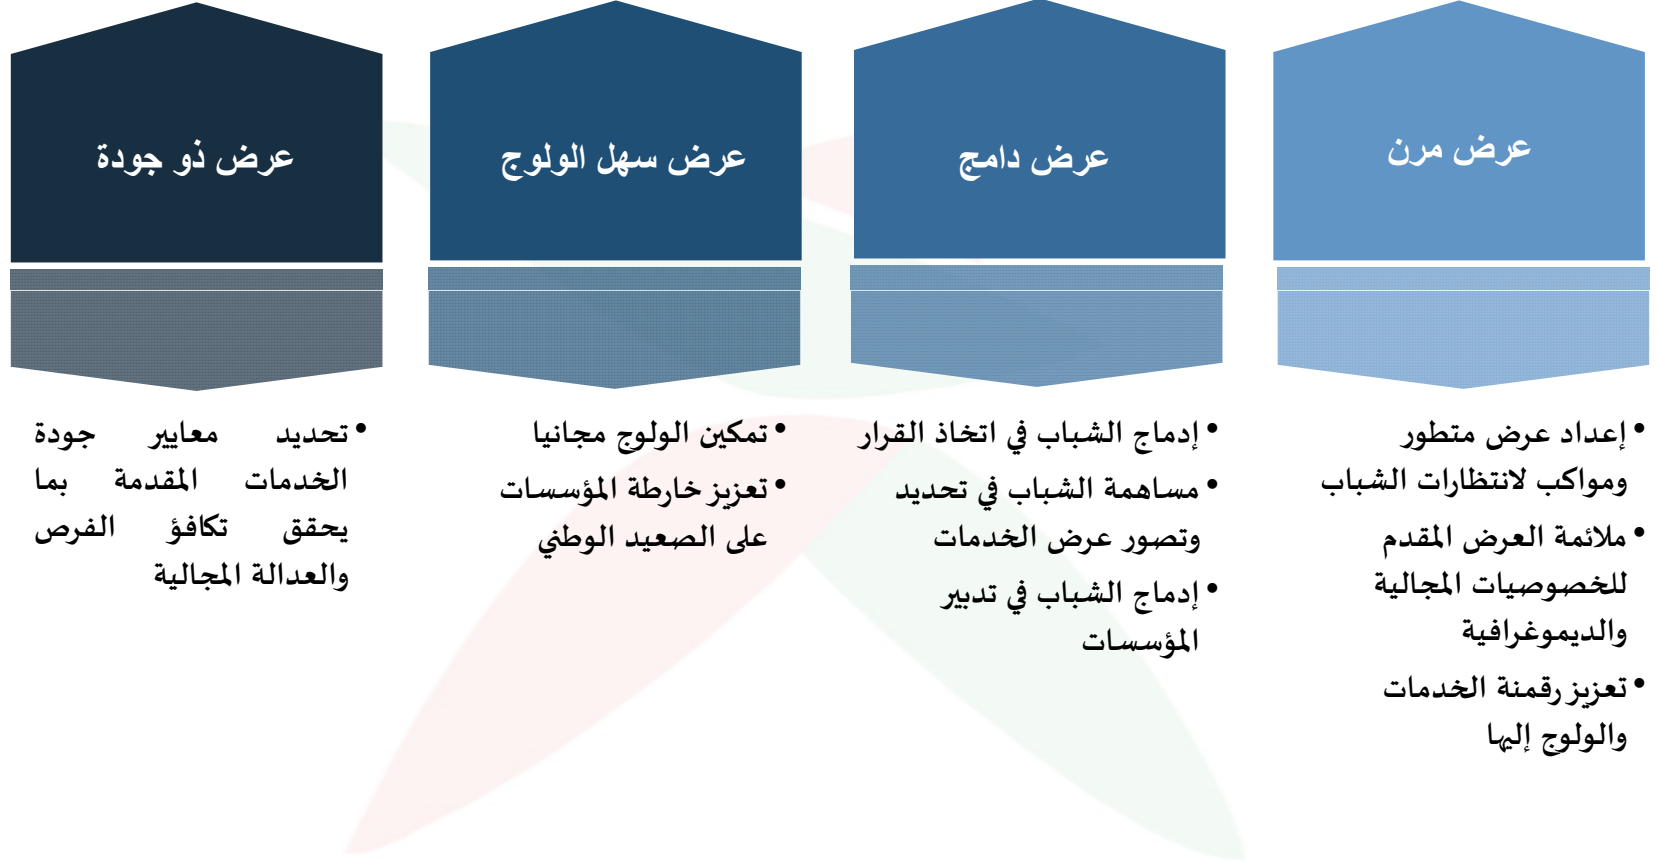 عرض مرن
عرض دامج
عرض سهل الولوج
عرض ذو جودة
• إعداد عرض متطور
ومواكب لانتظارات الشباب
• ملائمة العرض المقدم
للخصوصيات المجالية
والديموغرافية
• تعزيز رقمنة الخدمات
والولوج إليها
• إدماج الشباب في اتخاذ القرار
• مساهمة الشباب في تحديد
وتصور عرض الخدمات
• إدماج الشباب في تدبير
المؤسسات
• تمكين الولوج مجانيا
• تعزيز خارطة المؤسسات
على الصعيد الوطني
• تحديد معايير جودة
الخدمات المقدمة بما
يحقق تكافؤ الفرص
والعدالة المجالية